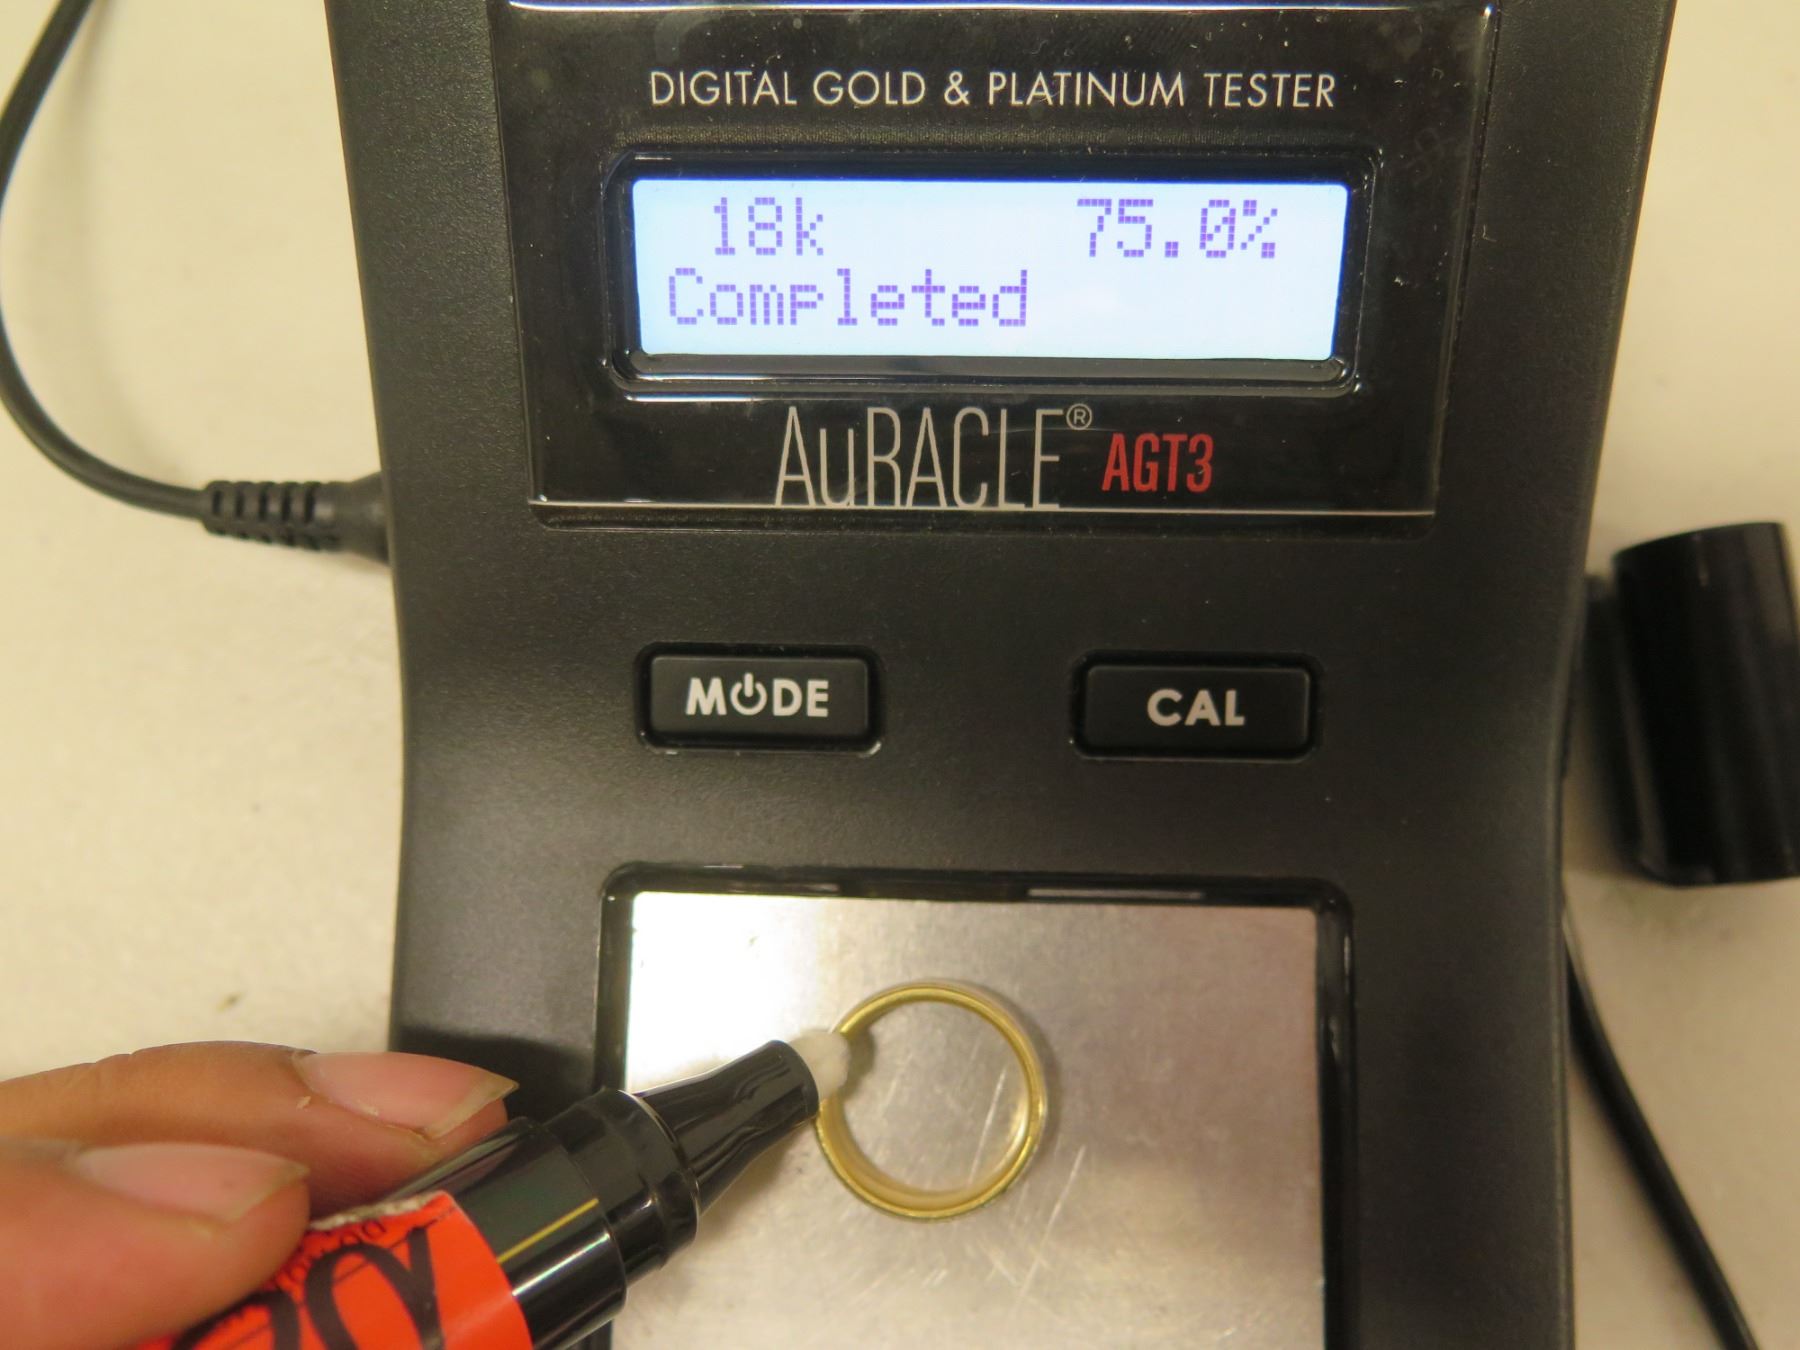 DIGITAL GOLD & PLATINUM TESTER
18k 75.0%
Completed
AuRACLE® AGT3
MODE CAL